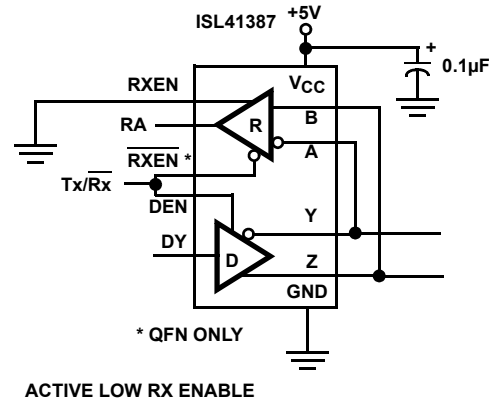 ISL41387
+5V
+
0.1µF
RXEN
VCC
B
RA
R
A
RXEN *
Tx/Rx
DEN
Y
DY
D
Z
GND
* QFN ONLY
ACTIVE LOW RX ENABLE